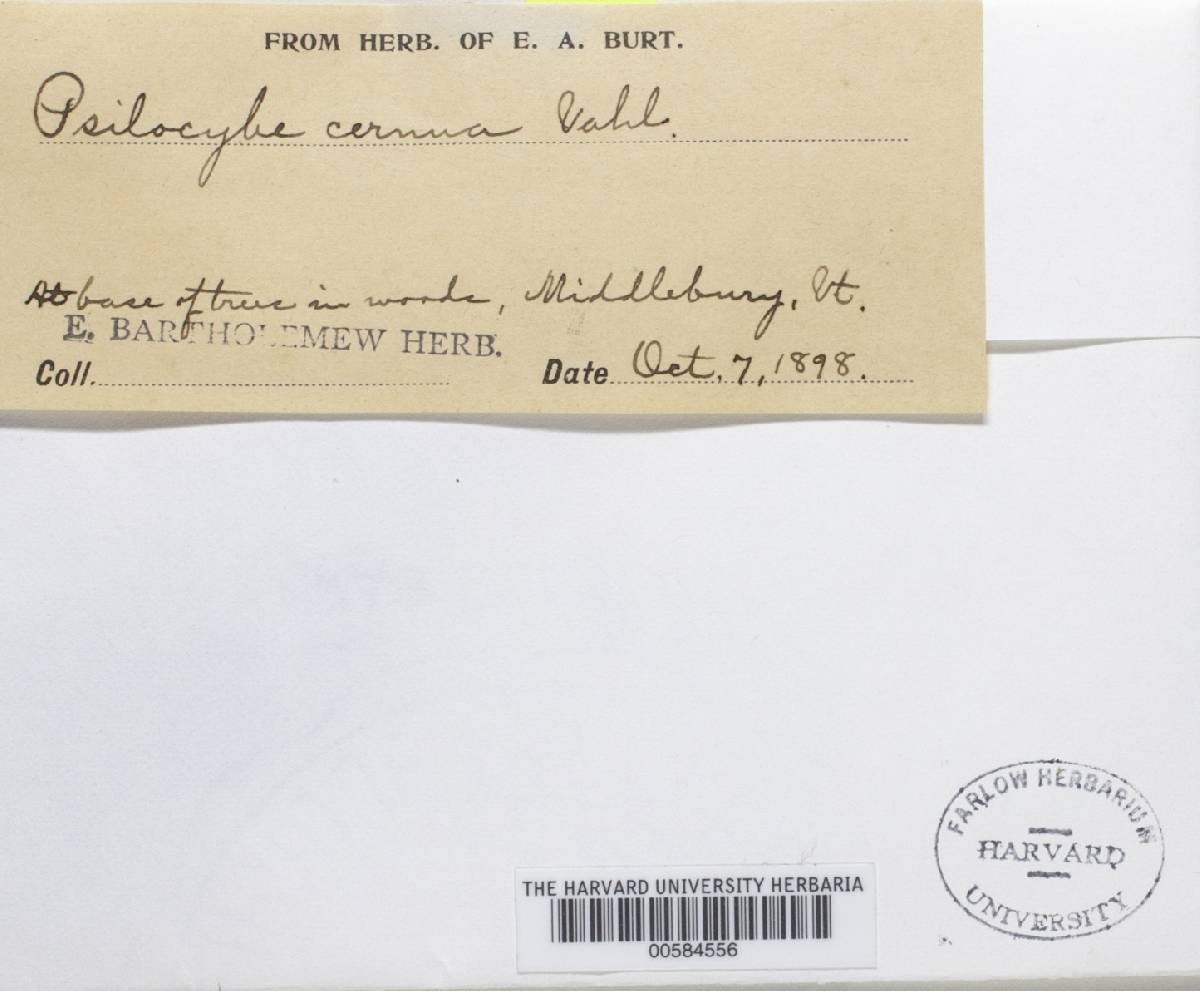 FROM HERB. OF E. A. BURT.
Psilocybe cernua Vahl.
At base of tree in woods, Middlebury, Vt.
E. BARTHOLEMEW HERB.
Coll. Date Oct. 7, 1898.
FARLOW HERBARIUM
HARVARD
UNIVERSITY
THE HARVARD UNIVERSITY HERBARIA
00584556